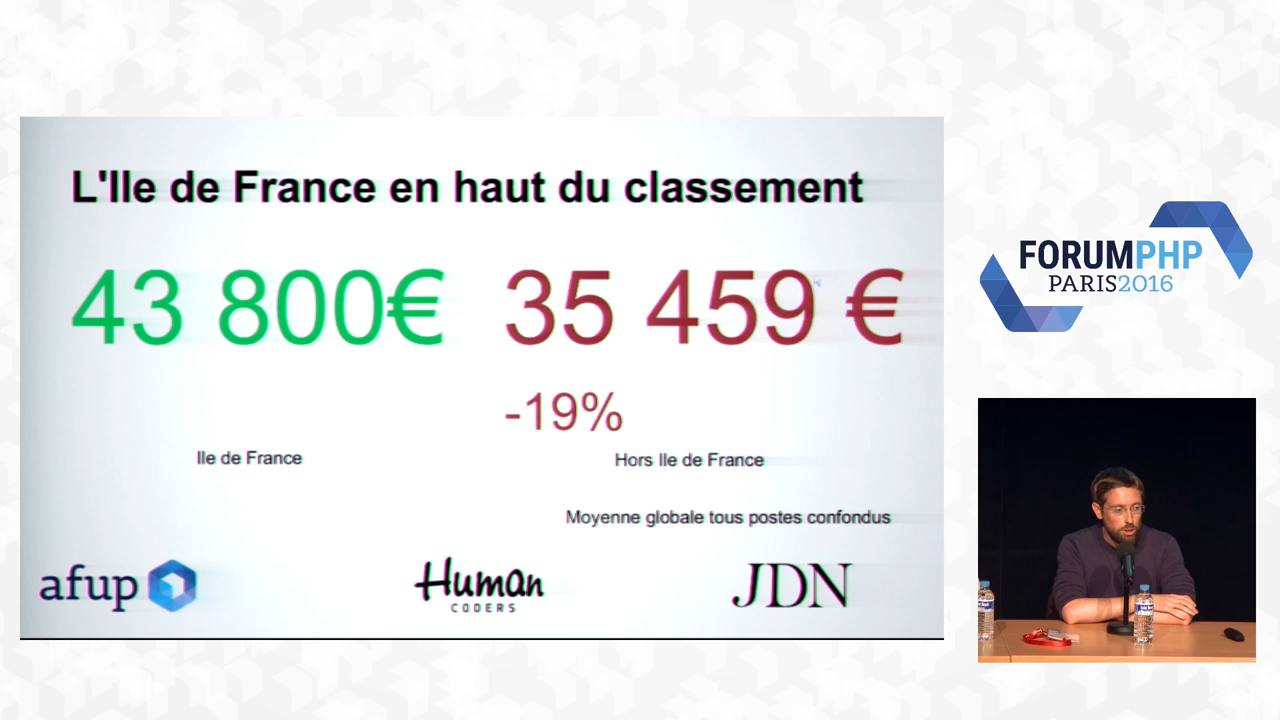 L'Ile de France en haut du classement
43 800€ 35 459 €
-19%
Ile de France
Hors Ile de France
Moyenne globale tous postes confondus
afup
Human
CODERS
JDN
FORUMPHP
PARIS2016